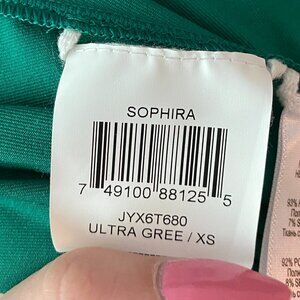 SOPHIRA
7 49100 88125 5
JYX6T680
ULTRA GREE / XS